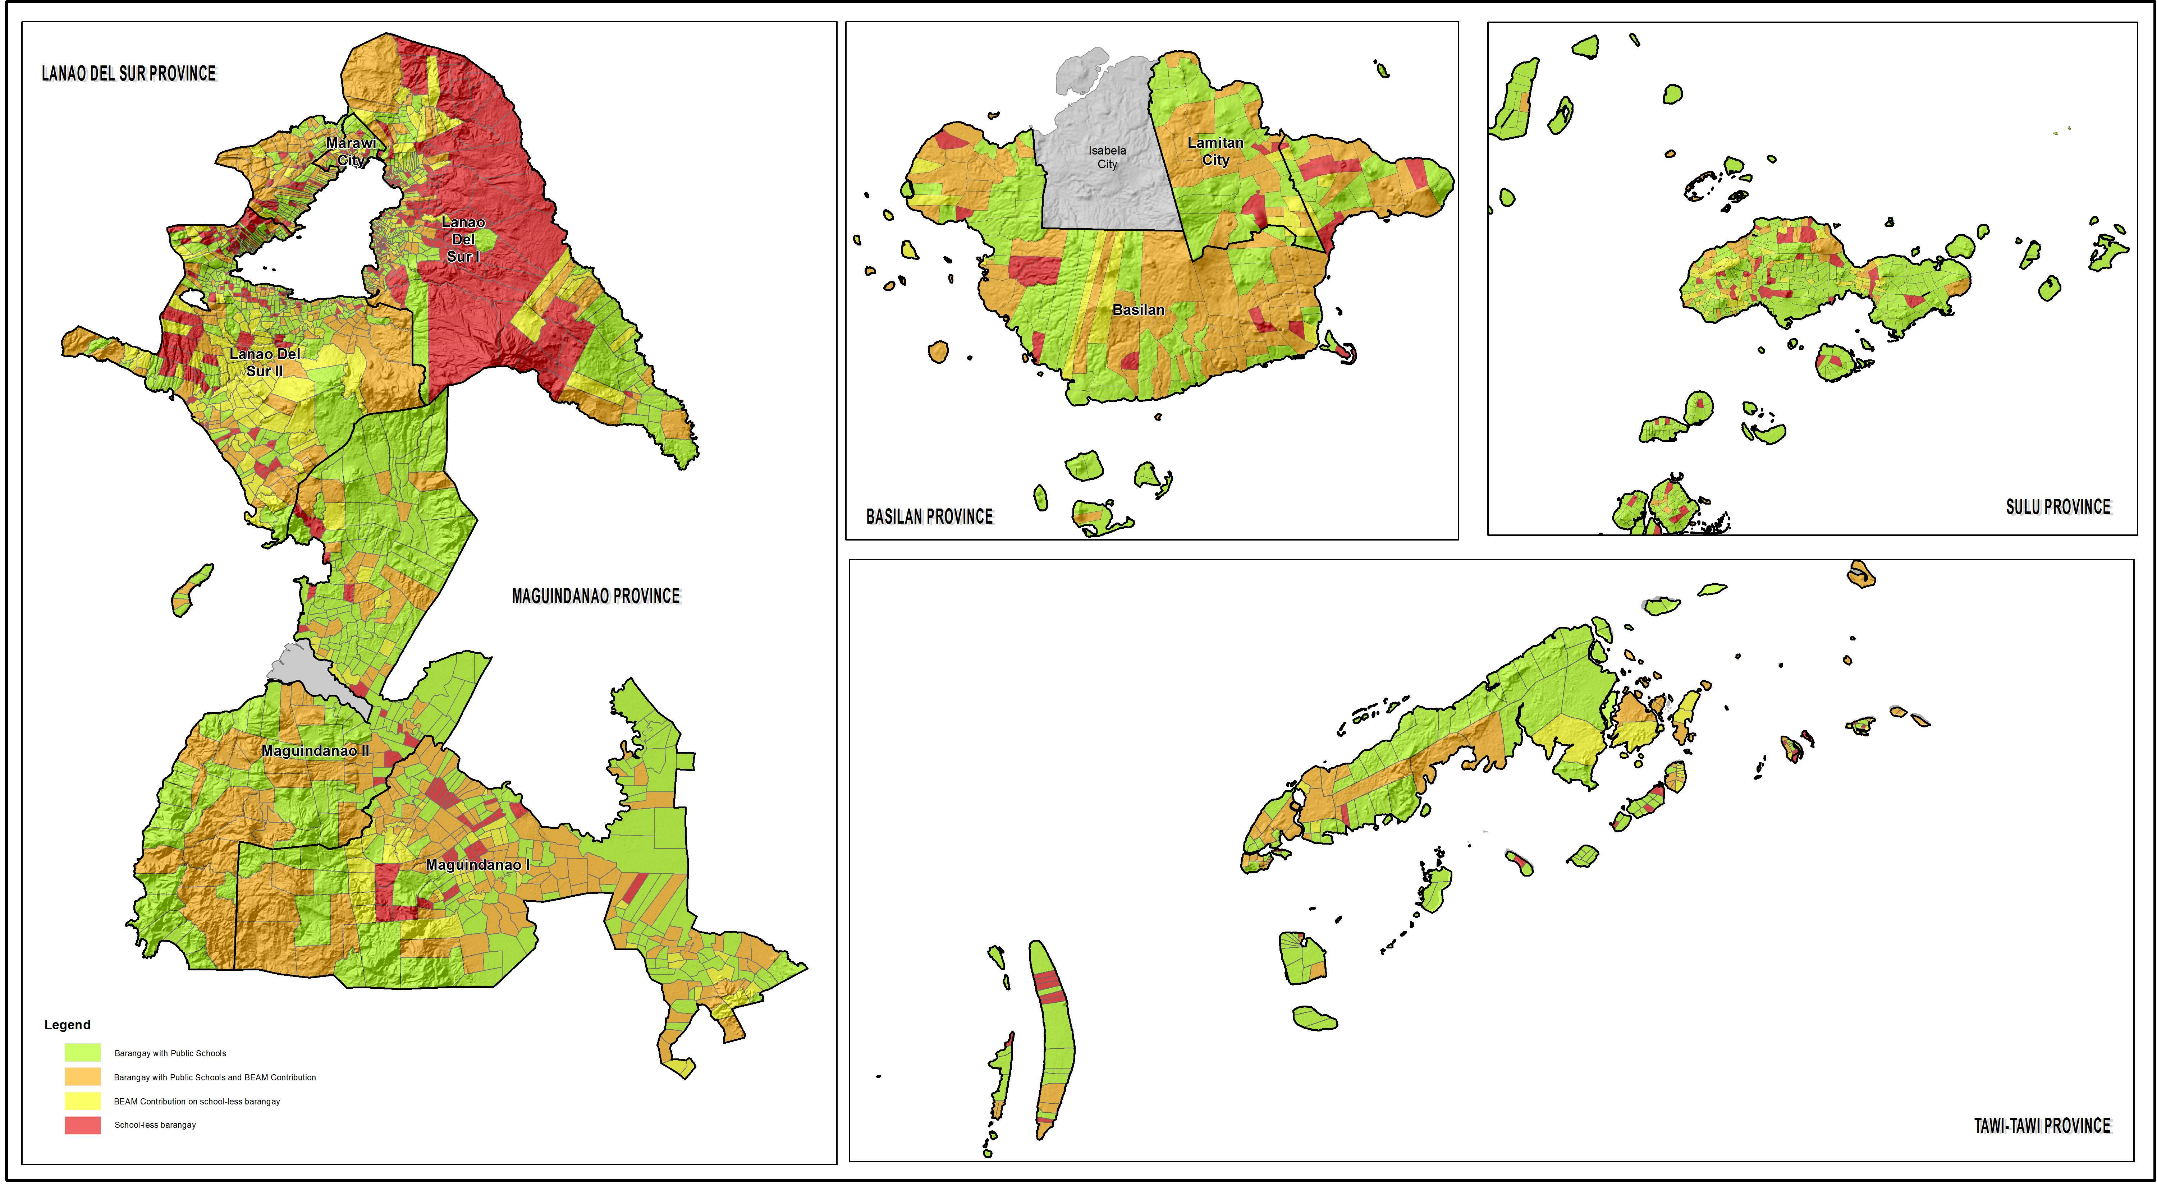 LANAO DEL SUR PROVINCE
Marawi
City
Lanao
Del
Sur I
Lanao Del
Sur II
MAGUINDANAO PROVINCE
Maguindanao II
Maguindanao I
Legend
Barangay with Public Schools
Barangay with Public Schools and BEAM Contribution
BEAM Contribution on school-less barangay
School-less barangay
Isabela
City
Lamitan
City
Basilan
BASILAN PROVINCE
SULU PROVINCE
TAWI-TAWI PROVINCE